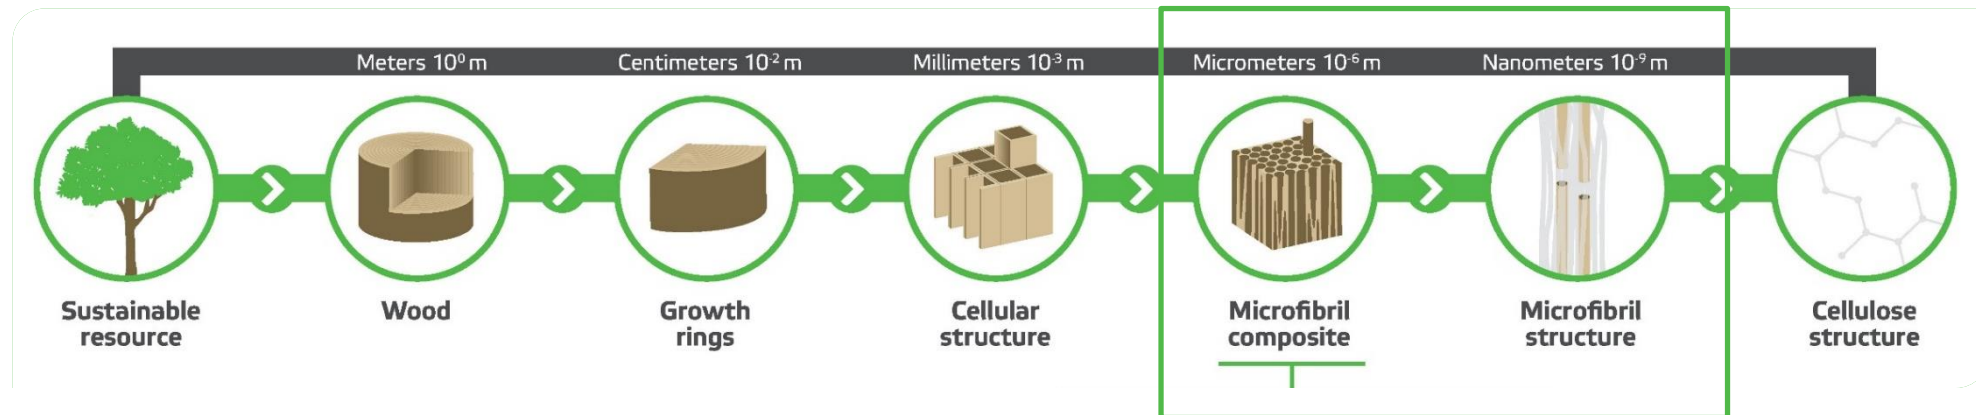 Meters 10⁰ m
Centimeters 10⁻² m
Millimeters 10⁻³ m
Micrometers 10⁻⁶ m
Nanometers 10⁻⁹ m
Sustainable
resource
Wood
Growth
rings
Cellular
structure
Microfibril
composite
Microfibril
structure
Cellulose
structure